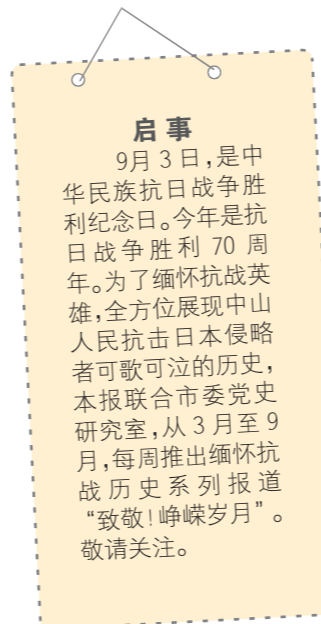 启事
9月3日,是中
华民族抗日战争胜
利纪念日。今年是抗
日战争胜利 70 周
年。为了缅怀抗战英
雄,全方位展现中山
人民抗击日本侵略
者可歌可泣的历史,
本报联合市委党史
研究室,从3月至9
月,每周推出缅怀抗
战历史系列报道
“致敬!峥嵘岁月”。
敬请关注。